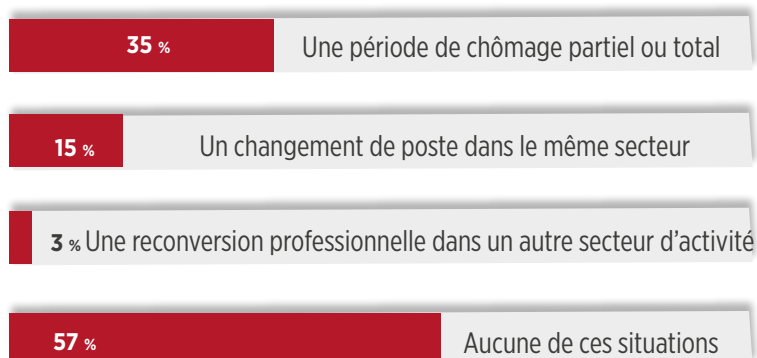 35 % Une période de chômage partiel ou total
15 % Un changement de poste dans le même secteur
3 % Une reconversion professionnelle dans un autre secteur d’activité
57 % Aucune de ces situations